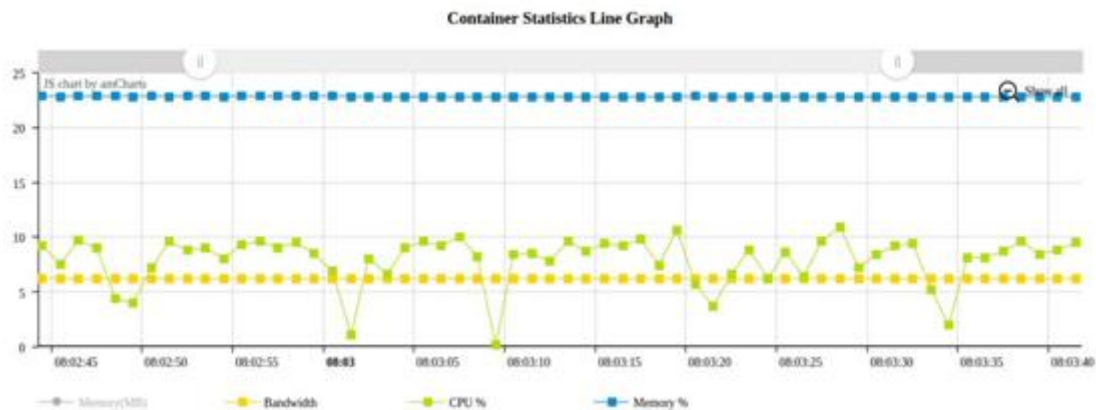 Container Statistics Line Graph
JS chart by amCharts
Show all
25
20
15
10
5
0
08:02:45 08:02:50 08:02:55 08:03 08:03:05 08:03:10 08:03:15 08:03:20 08:03:25 08:03:30 08:03:35 08:03:40
Memory(MB) Bandwidth CPU % Memory %